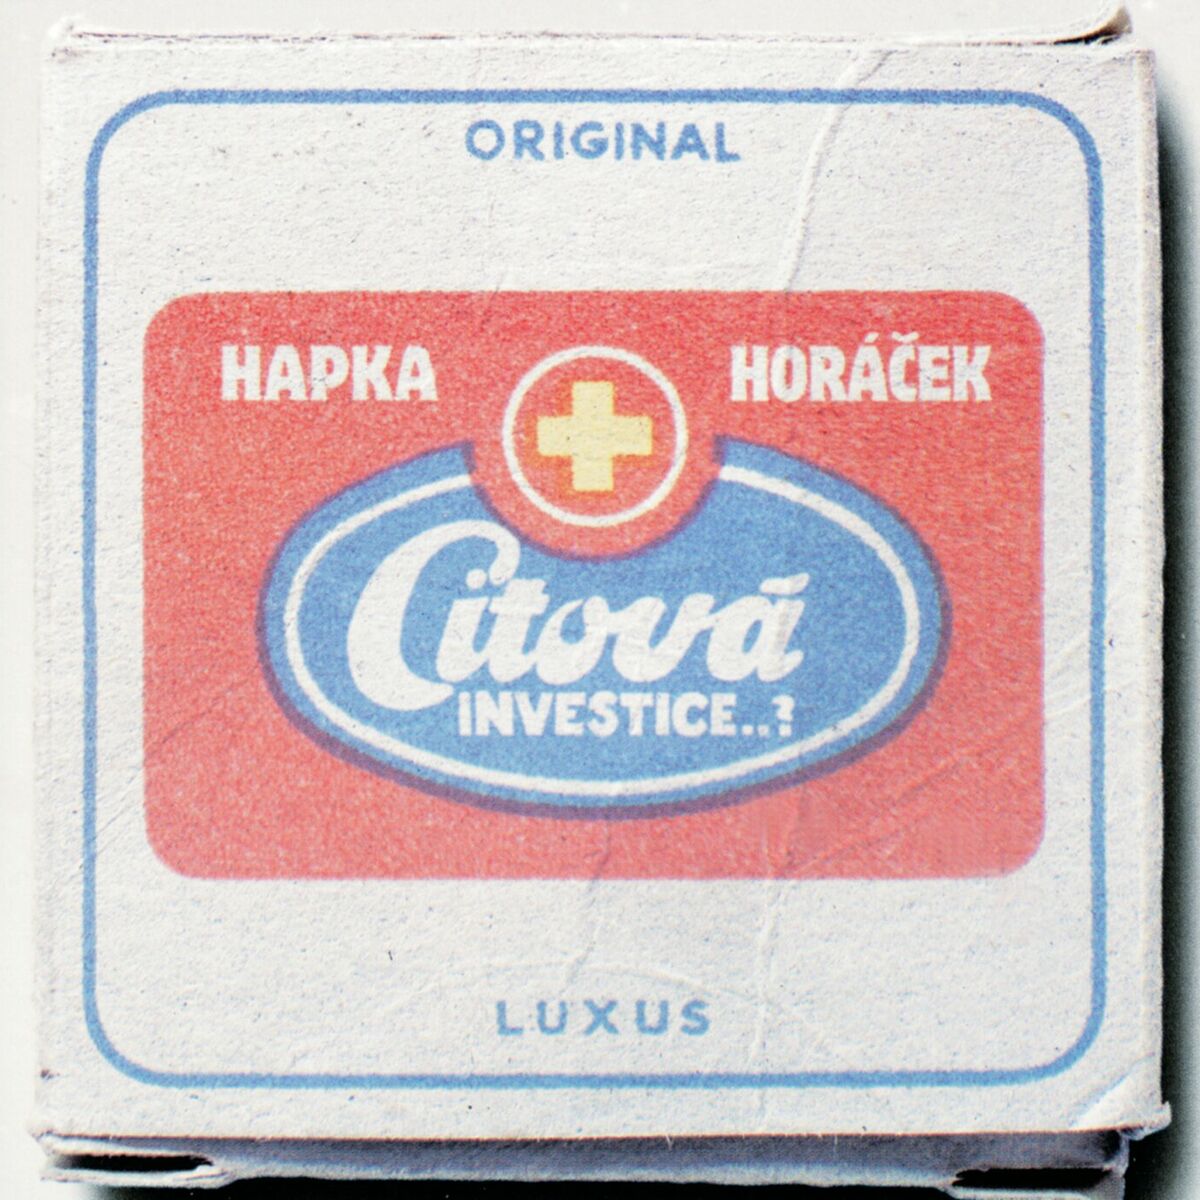 ORIGINAL
HAPKA HORÁČEK
Citová
INVESTICE..?
LUXUS